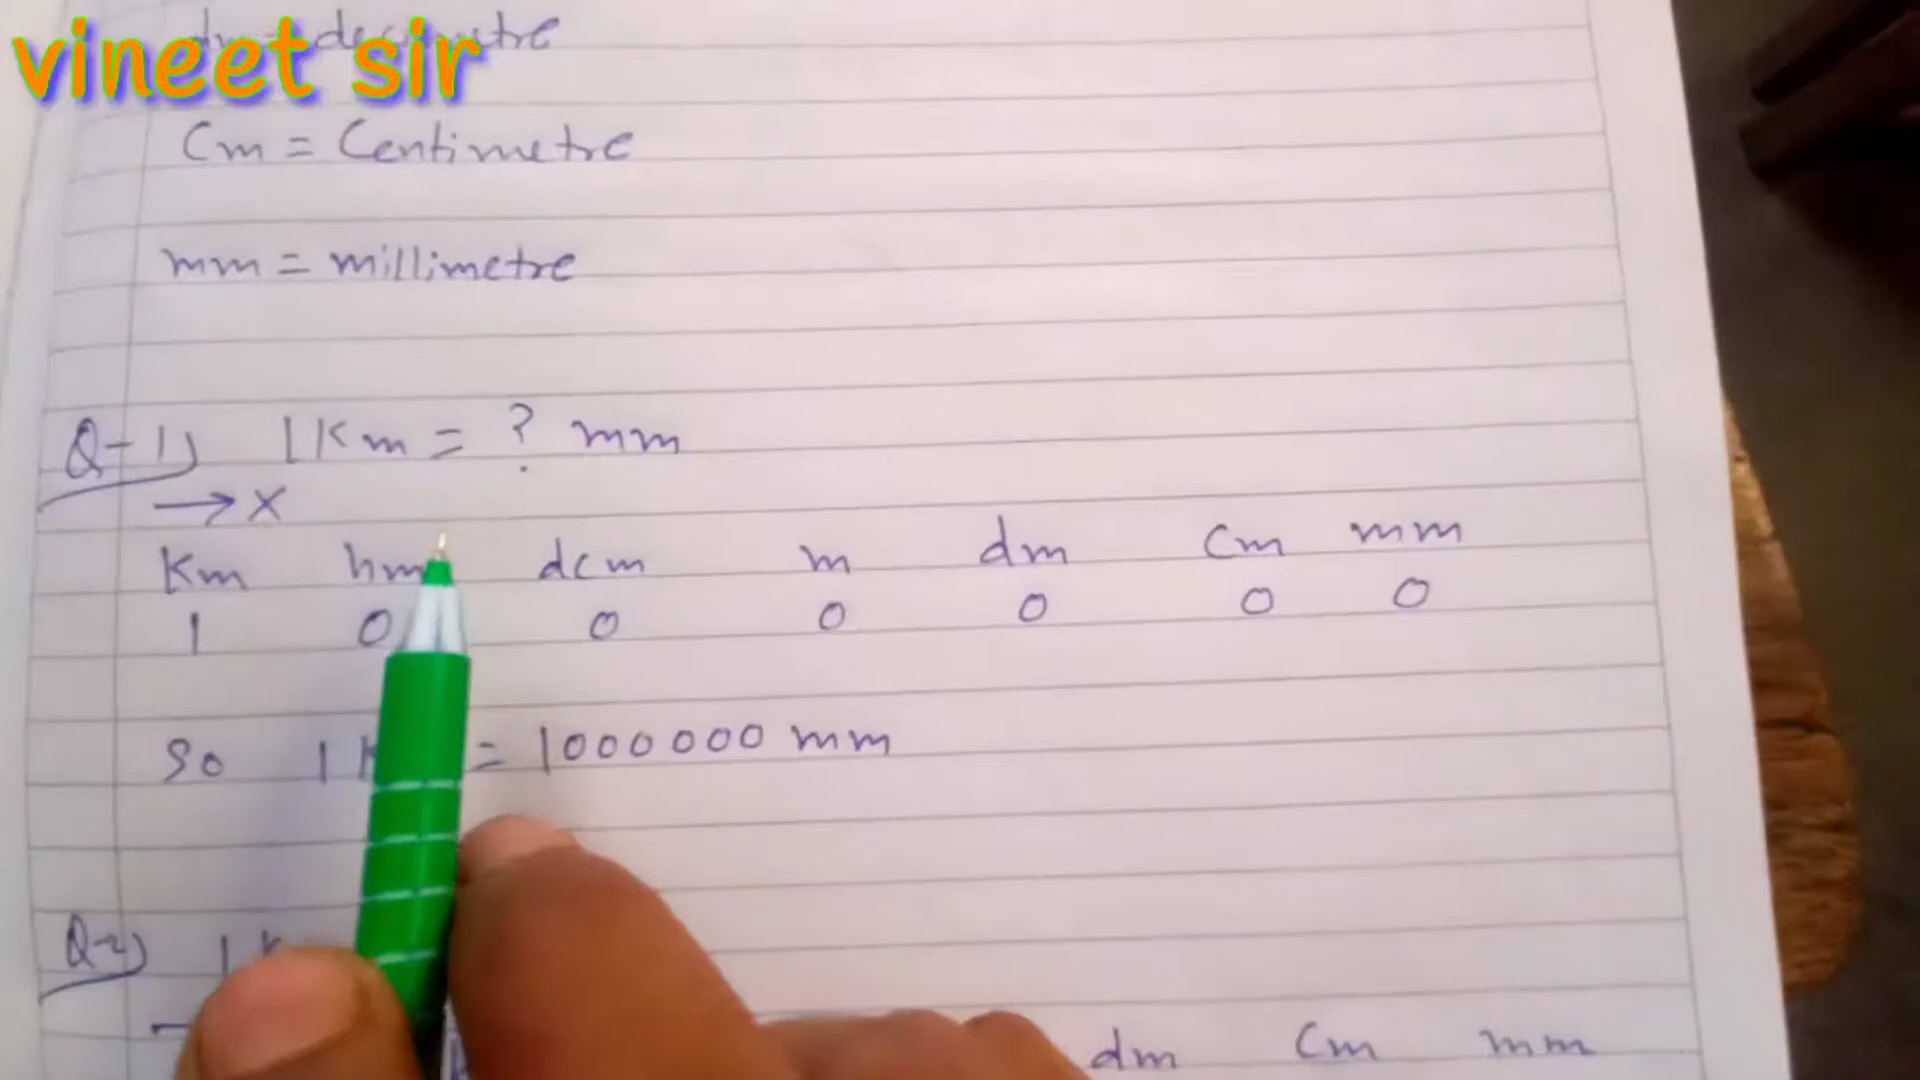 vineet sir
Cm = Centimetre
mm = millimetre
Q-1) 1Km = ? mm
→ x
Km hm dcm m dm Cm mm
1 0 0 0 0 0 0
So 1 K = 1000000 mm
Q-2) 1 K
dm Cm mm